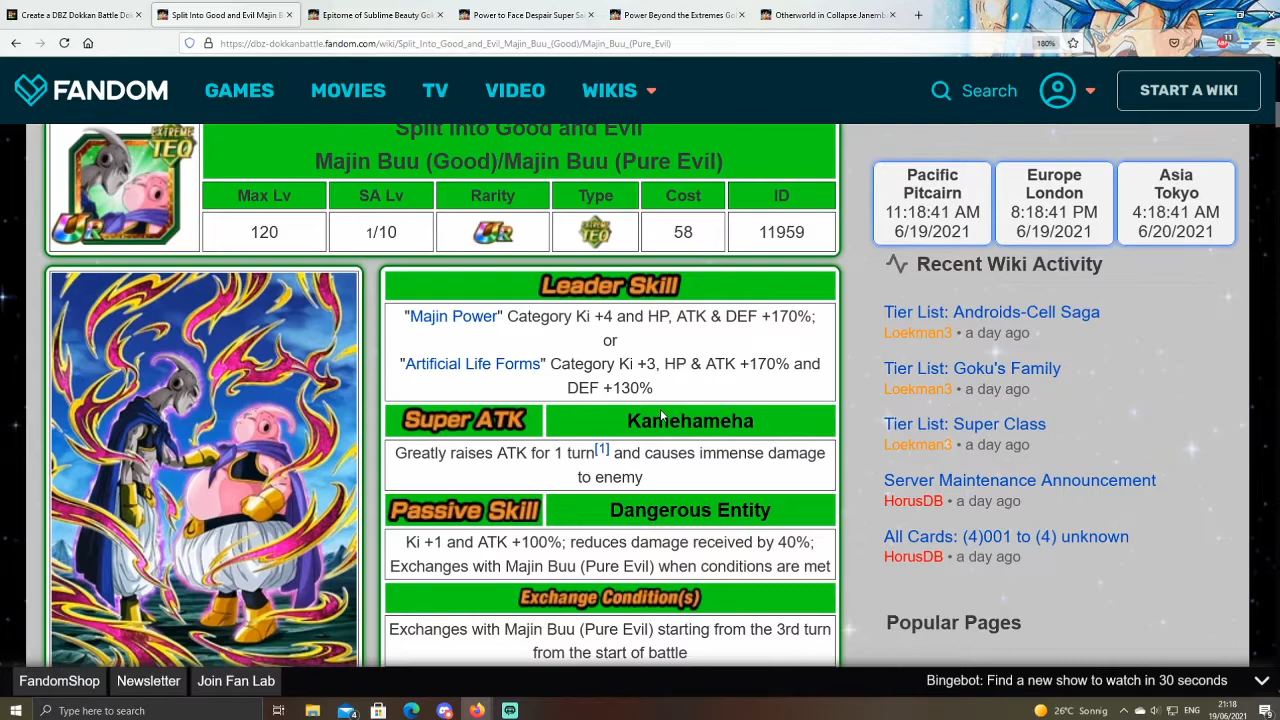 Create a DBZ Dokkan Battle Dok
Split Into Good and Evil Majin B
Epitome of Sublime Beauty Gok
Power to Face Despair Super Sa
Power Beyond the Extremes Go
Otherworld in Collapse Janemb
https://dbz-dokkanbattle.fandom.com/wiki/Split_Into_Good_and_Evil_Majin_Buu_(Good)/Majin_Buu_(Pure_Evil)
180%
11
FANDOM
GAMES
MOVIES
TV
VIDEO
WIKIS
Search
START A WIKI
EXTREME
TEQ
UR
Split Into Good and Evil
Majin Buu (Good)/Majin Buu (Pure Evil)
Max Lv SA Lv Rarity Type Cost ID
120 1/10 UR EXTREME TEQ 58 11959
Leader Skill
"Majin Power" Category Ki +4 and HP, ATK & DEF +170%;
or
"Artificial Life Forms" Category Ki +3, HP & ATK +170% and
DEF +130%
Super ATK Kamehameha
Greatly raises ATK for 1 turn[1] and causes immense damage
to enemy
Passive Skill Dangerous Entity
Ki +1 and ATK +100%; reduces damage received by 40%;
Exchanges with Majin Buu (Pure Evil) when conditions are met
Exchange Condition(s)
Exchanges with Majin Buu (Pure Evil) starting from the 3rd turn
from the start of battle
Pacific
Pitcairn
11:18:41 AM
6/19/2021
Europe
London
8:18:41 PM
6/19/2021
Asia
Tokyo
4:18:41 AM
6/20/2021
Recent Wiki Activity
Tier List: Androids-Cell Saga
Loekman3 • a day ago
Tier List: Goku's Family
Loekman3 • a day ago
Tier List: Super Class
Loekman3 • a day ago
Server Maintenance Announcement
HorusDB • a day ago
All Cards: (4)001 to (4) unknown
HorusDB • a day ago
Popular Pages
FandomShop
Newsletter
Join Fan Lab
Bingebot: Find a new show to watch in 30 seconds
Type here to search
26°C Sonnig
21:18
19/06/2021